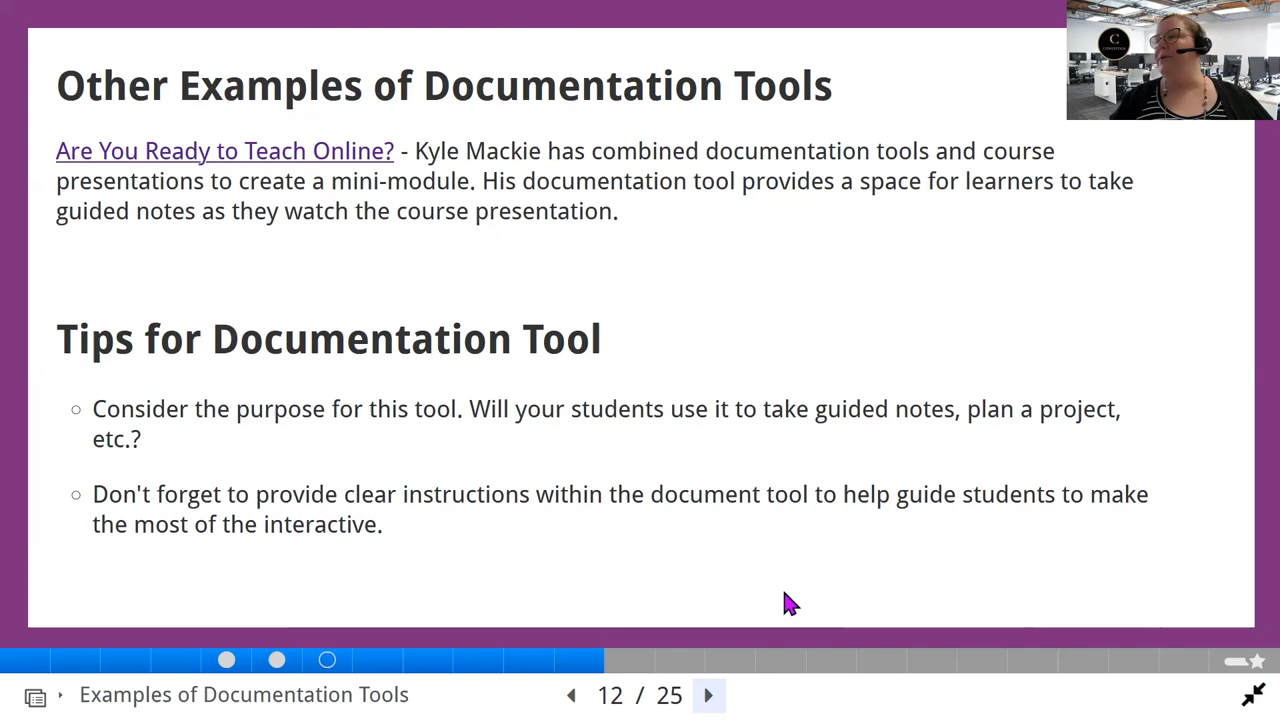 Other Examples of Documentation Tools
Are You Ready to Teach Online? - Kyle Mackie has combined documentation tools and course
presentations to create a mini-module. His documentation tool provides a space for learners to take
guided notes as they watch the course presentation.
Tips for Documentation Tool
Consider the purpose for this tool. Will your students use it to take guided notes, plan a project,
etc.?
Don't forget to provide clear instructions within the document tool to help guide students to make
the most of the interactive.
Examples of Documentation Tools
12 / 25